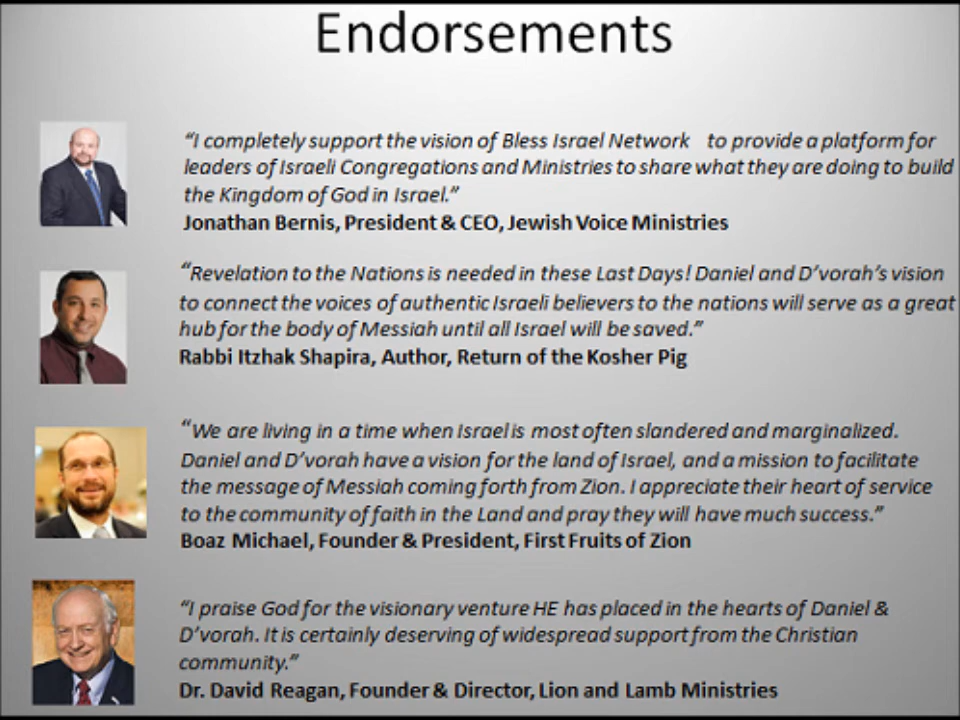 Endorsements
“I completely support the vision of Bless Israel Network to provide a platform for
leaders of Israeli Congregations and Ministries to share what they are doing to build
the Kingdom of God in Israel.”
Jonathan Bernis, President & CEO, Jewish Voice Ministries
“Revelation to the Nations is needed in these Last Days! Daniel and D’vorah’s vision
to connect the voices of authentic Israeli believers to the nations will serve as a great
hub for the body of Messiah until all Israel will be saved.”
Rabbi Itzhak Shapira, Author, Return of the Kosher Pig
“We are living in a time when Israel is most often slandered and marginalized.
Daniel and D’vorah have a vision for the land of Israel, and a mission to facilitate
the message of Messiah coming forth from Zion. I appreciate their heart of service
to the community of faith in the Land and pray they will have much success.”
Boaz Michael, Founder & President, First Fruits of Zion
“I praise God for the visionary venture HE has placed in the hearts of Daniel &
D’vorah. It is certainly deserving of widespread support from the Christian
community.”
Dr. David Reagan, Founder & Director, Lion and Lamb Ministries